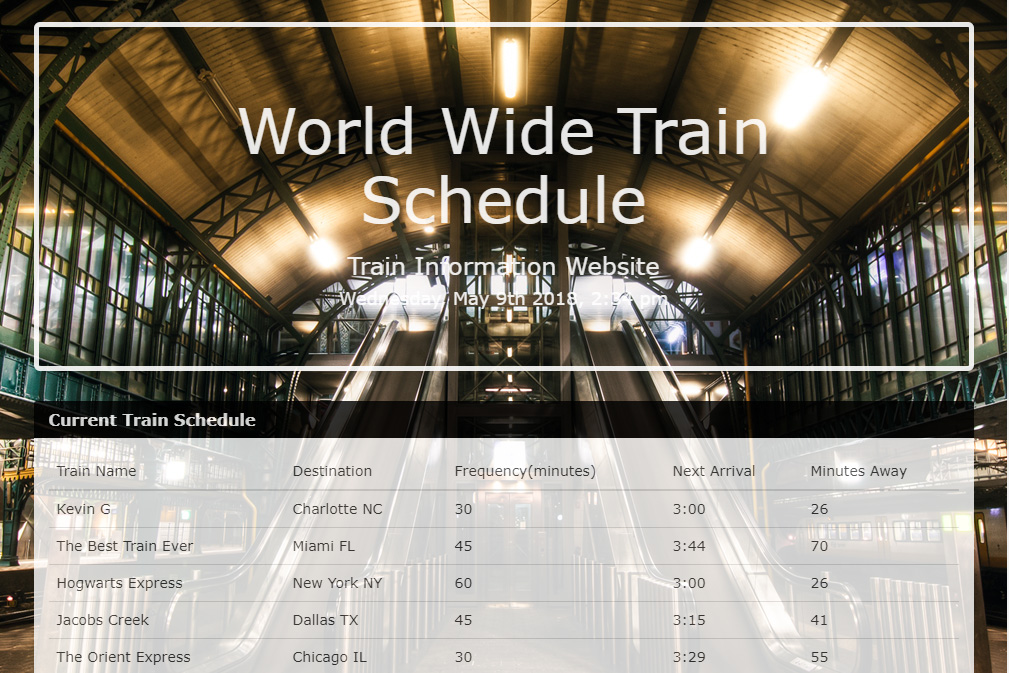 World Wide Train
Schedule
Train Information Website
Wednesday, May 9th 2018, 2:34 pm
Current Train Schedule
Train Name Destination Frequency(minutes) Next Arrival Minutes Away
Kevin G Charlotte NC 30 3:00 26
The Best Train Ever Miami FL 45 3:44 70
Hogwarts Express New York NY 60 3:00 26
Jacobs Creek Dallas TX 45 3:15 41
The Orient Express Chicago IL 30 3:29 55